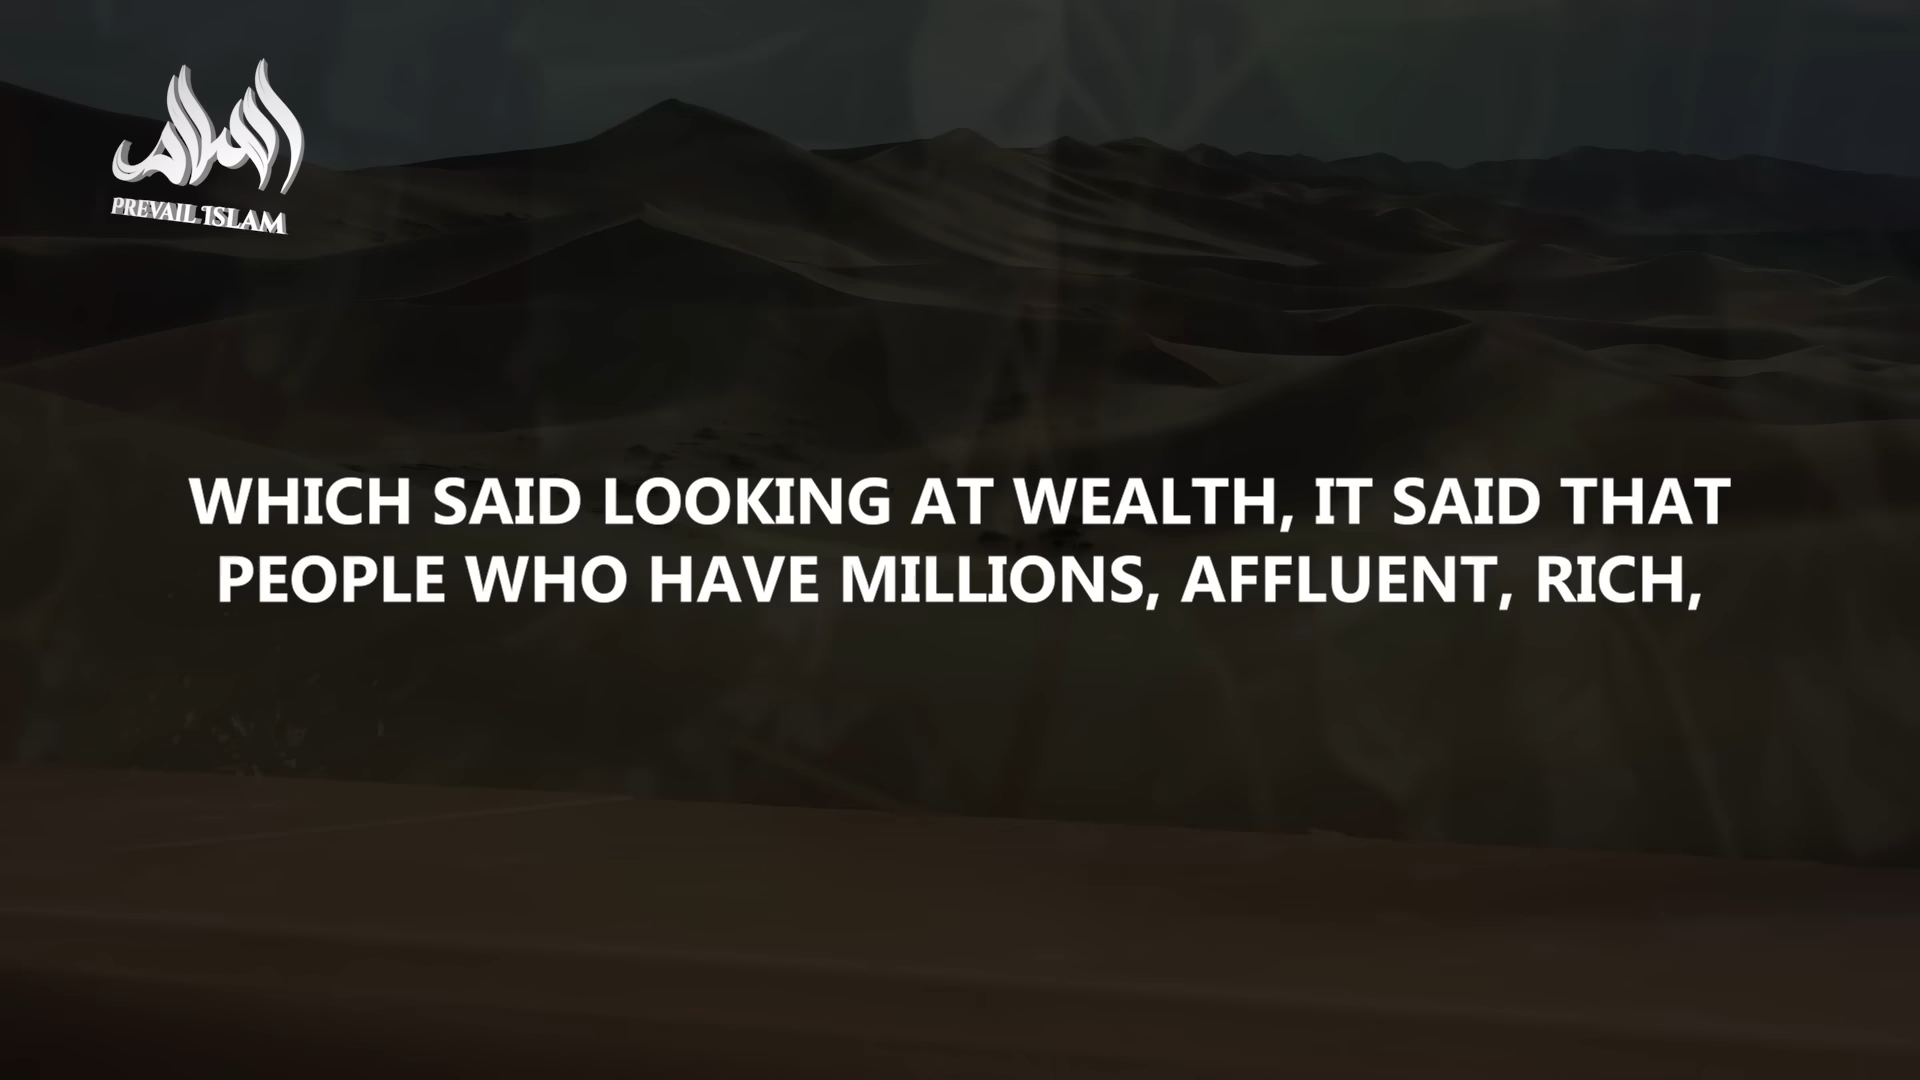 PREVAIL ISLAM
WHICH SAID LOOKING AT WEALTH, IT SAID THAT
PEOPLE WHO HAVE MILLIONS, AFFLUENT, RICH,